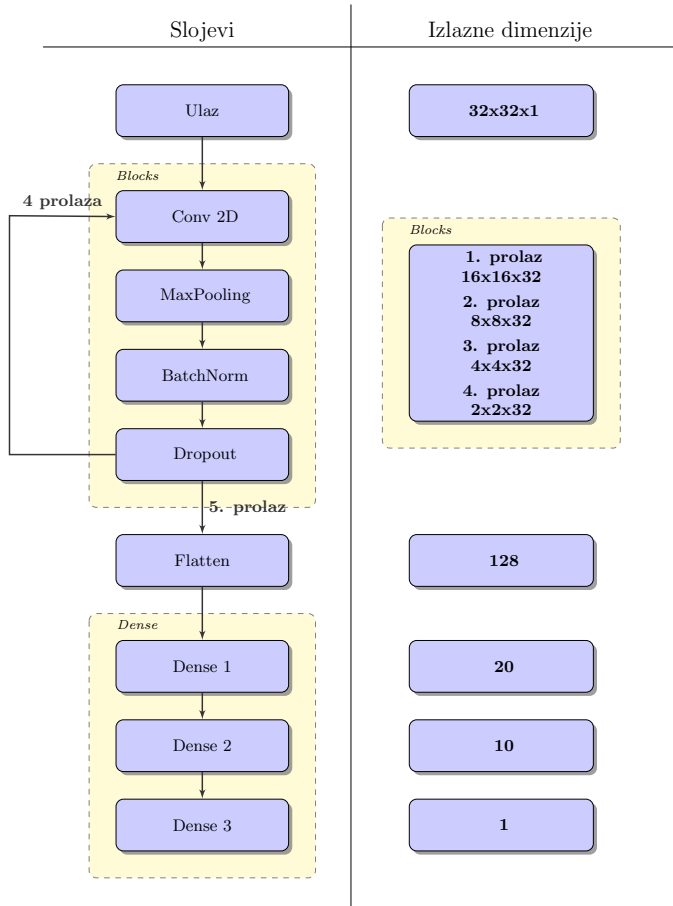 Slojevi
Izlazne dimenzije
Ulaz
32x32x1
Blocks
4 prolaza
Conv 2D
MaxPooling
BatchNorm
Dropout
Blocks
1. prolaz
16x16x32
2. prolaz
8x8x32
3. prolaz
4x4x32
4. prolaz
2x2x32
5. prolaz
Flatten
128
Dense
Dense 1
20
Dense 2
10
Dense 3
1